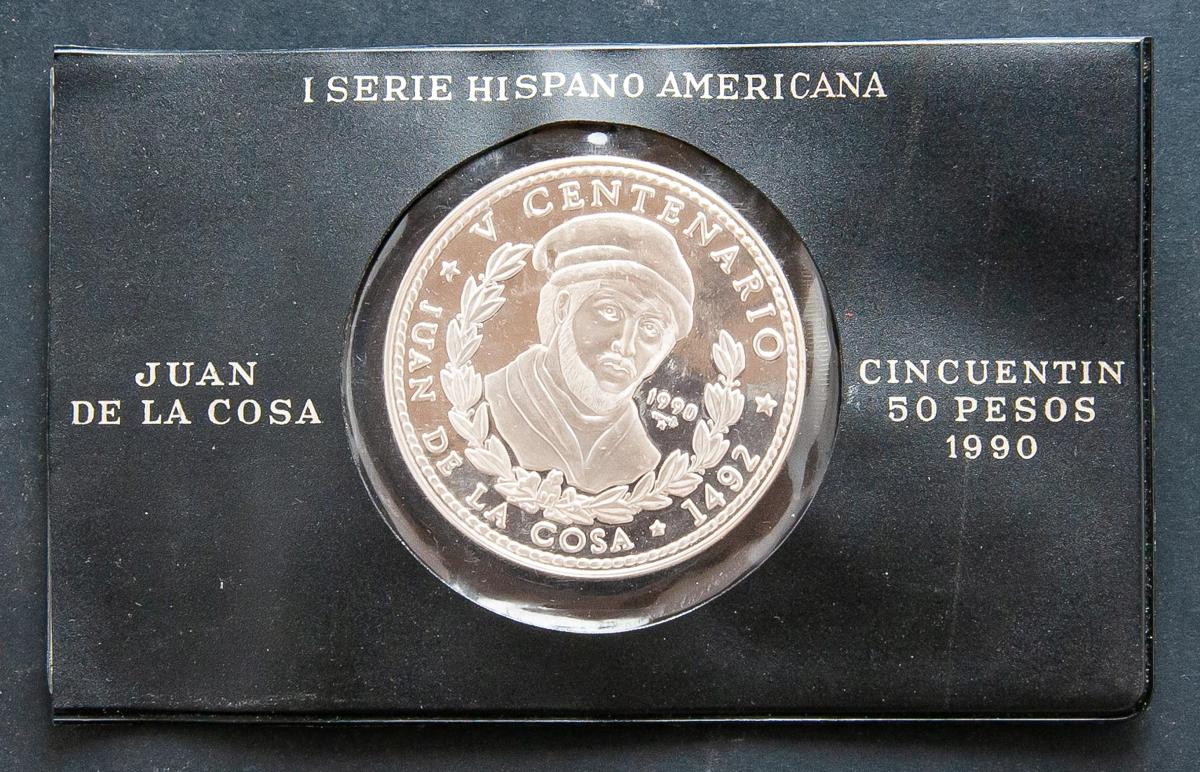 I SERIE HISPANO AMERICANA
JUAN
DE LA COSA
V CENTENARIO
JUAN DE LA COSA
1492
1990
CINCUENTIN
50 PESOS
1990